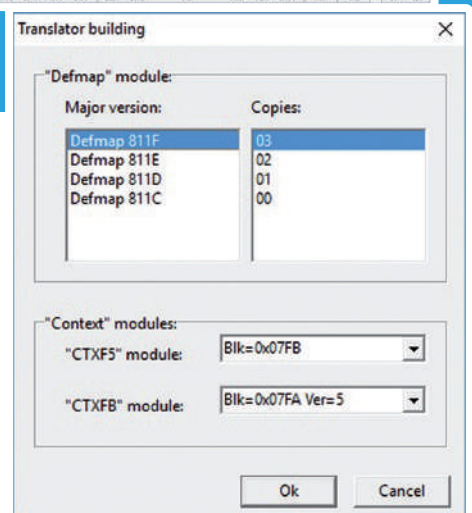 Translator building
"Defmap" module:
Major version: Copies:
Defmap 811F 03
Defmap 811E 02
Defmap 811D 01
Defmap 811C 00
"Context" modules:
"CTXF5" module: Blk=0x07FB
"CTXFB" module: Blk=0x07FA Ver=5
Ok Cancel